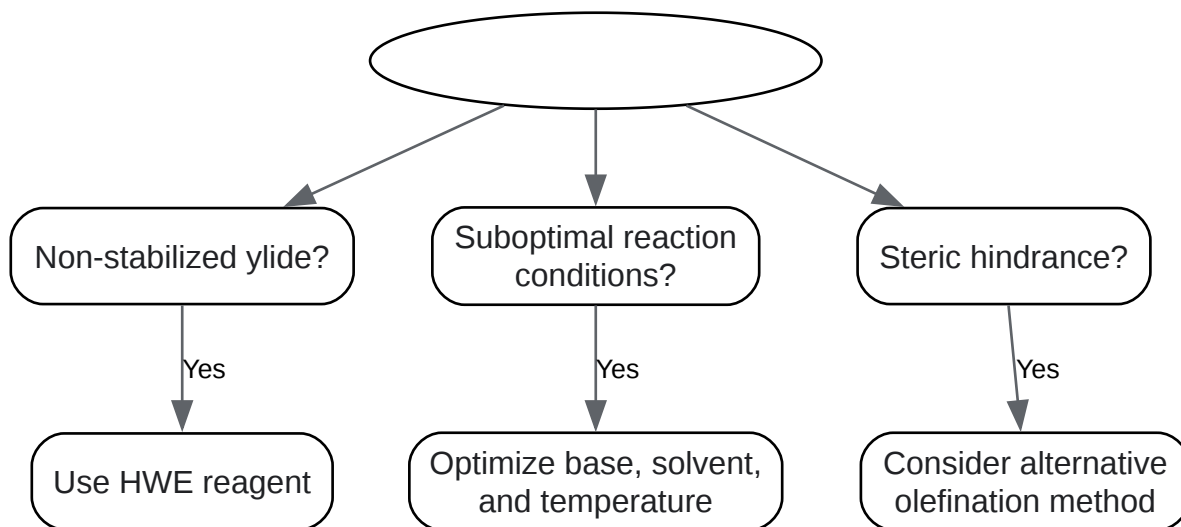 Non-stabilized ylide?
Suboptimal reaction
conditions?
Steric hindrance?
Yes
Yes
Yes
Use HWE reagent
Optimize base, solvent,
and temperature
Consider alternative
olefination method